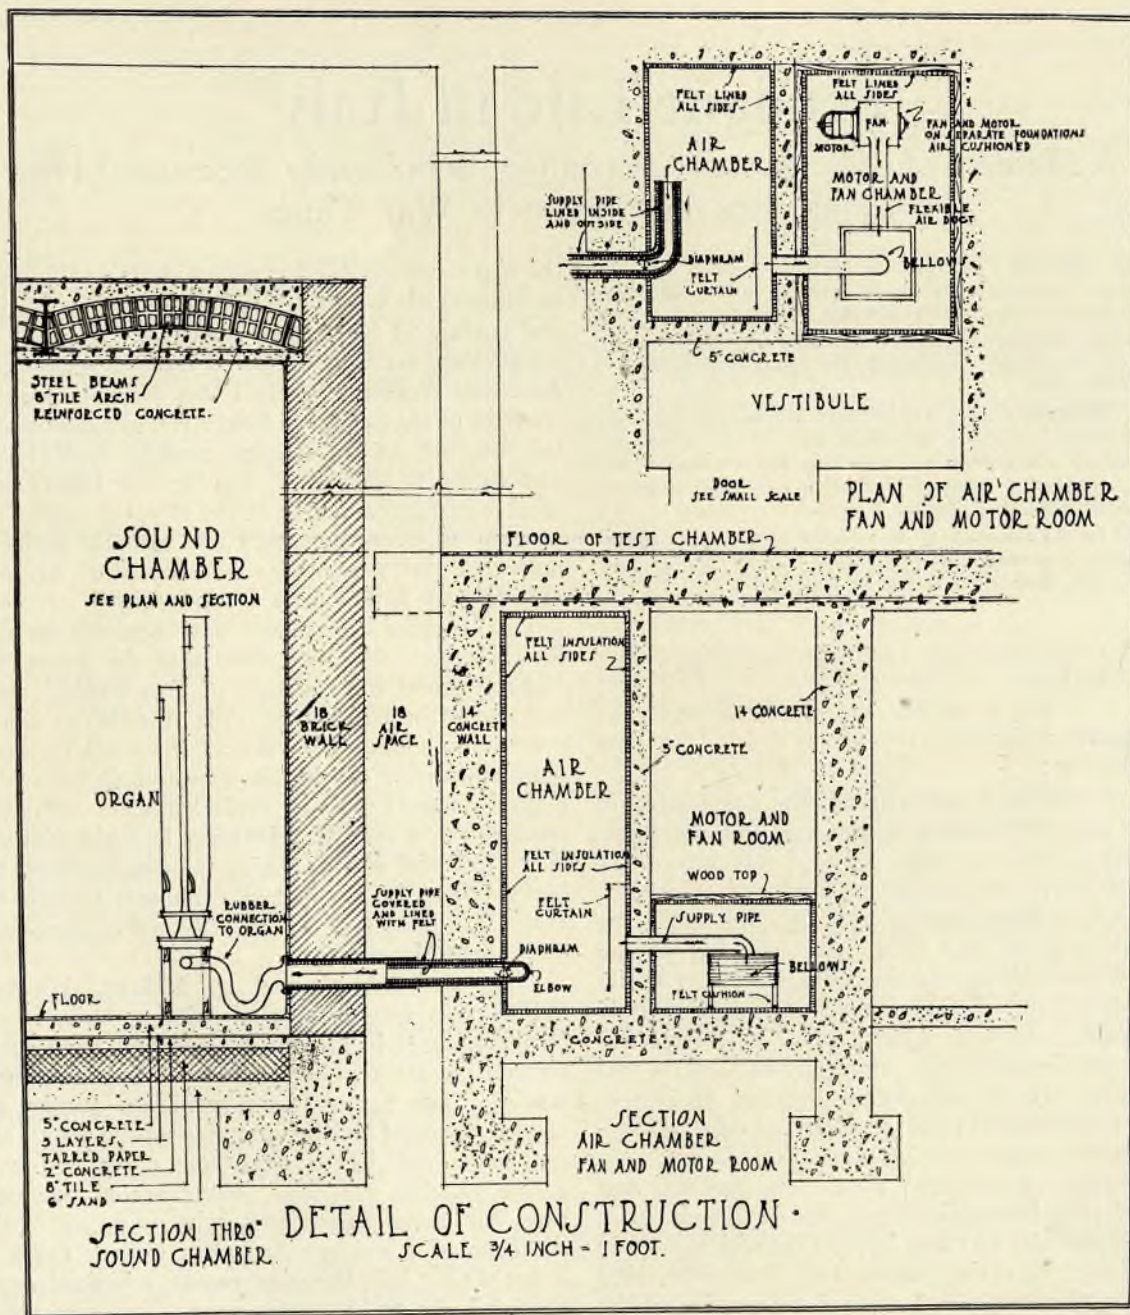 FELT LINED
ALL SIDES
AIR
CHAMBER
SUPPLY PIPE
LINED INSIDE
AND OUTSIDE
DIAPHRAM
FELT
CURTAIN
5" CONCRETE
FELT LINED
ALL SIDES
FAN
MOTOR
FAN AND MOTOR
ON SEPARATE FOUNDATIONS
AIR CUSHIONED
MOTOR AND
FAN CHAMBER
FLEXIBLE
AIR DUCT
BELLOWS
VESTIBULE
DOOR
SEE SMALL SCALE
PLAN OF AIR CHAMBER
FAN AND MOTOR ROOM
STEEL BEAMS
8" TILE ARCH
REINFORCED CONCRETE.
SOUND
CHAMBER
SEE PLAN AND SECTION
ORGAN
RUBBER
CONNECTION
TO ORGAN
FLOOR
18
BRICK
WALL
18
AIR
SPACE
14
CONCRETE
WALL
SUPPLY PIPE
COVERED
AND LINED
WITH FELT
FLOOR OF TEST CHAMBER
FELT INSULATION
ALL SIDES
AIR
CHAMBER
FELT INSULATION
ALL SIDES
FELT
CURTAIN
DIAPHRAM
ELBOW
5" CONCRETE
14 CONCRETE
MOTOR AND
FAN ROOM
WOOD TOP
SUPPLY PIPE
BELLOWS
FELT CUSHION
CONCRETE
5" CONCRETE
3 LAYERS
TARRED PAPER
2" CONCRETE
8" TILE
6" SAND
SECTION
AIR CHAMBER
FAN AND MOTOR ROOM
SECTION THRO'
SOUND CHAMBER
DETAIL OF CONSTRUCTION.
SCALE 3/4 INCH = 1 FOOT.